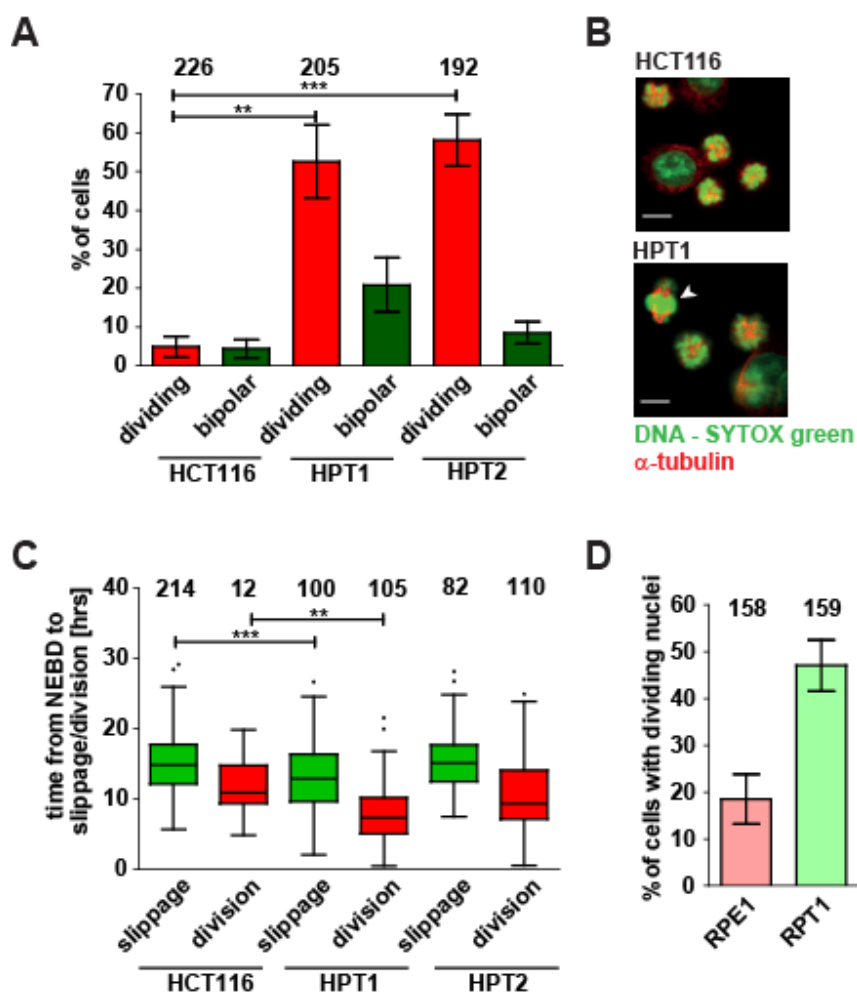 A
226 205 192
***
**
% of cells
70
60
50
40
30
20
10
0
dividing bipolar dividing bipolar dividing bipolar
HCT116 HPT1 HPT2
B
HCT116
HPT1
DNA - SYTOX green
α-tubulin
C
214 12 100 105 82 110
**
***
time from NEBD to
slippage/division [hrs]
40
30
20
10
0
slippage division slippage division slippage division
HCT116 HPT1 HPT2
D
158 159
% of cells with dividing nuclei
60
50
40
30
20
10
0
RPE1 RPT1